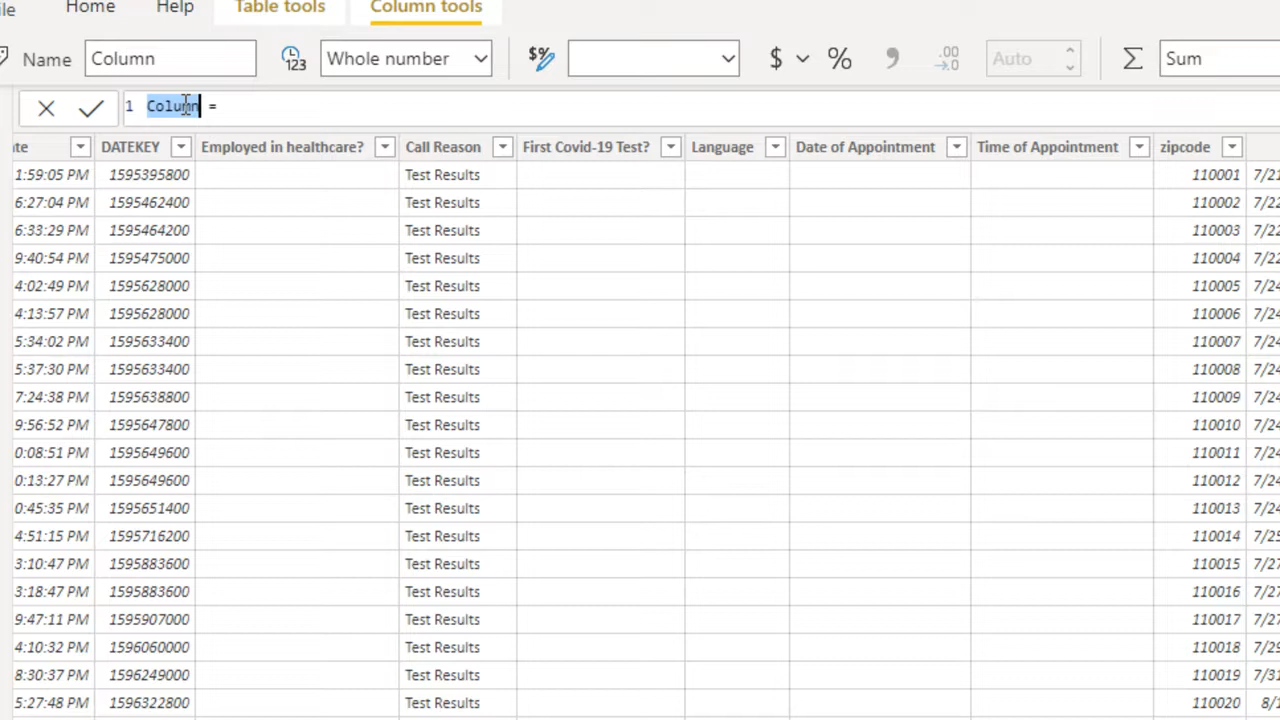 ile Home Help Table tools Column tools
Name Column 123 Whole number $% $ % , .00 →.0 Auto Σ Sum
1 Column =
te DATEKEY Employed in healthcare? Call Reason First Covid-19 Test? Language Date of Appointment Time of Appointment zipcode
1:59:05 PM 1595395800 Test Results 110001 7/21
6:27:04 PM 1595462400 Test Results 110002 7/22
6:33:29 PM 1595464200 Test Results 110003 7/22
9:40:54 PM 1595475000 Test Results 110004 7/22
4:02:49 PM 1595628000 Test Results 110005 7/24
4:13:57 PM 1595628000 Test Results 110006 7/24
5:34:02 PM 1595633400 Test Results 110007 7/24
5:37:30 PM 1595633400 Test Results 110008 7/24
7:24:38 PM 1595638800 Test Results 110009 7/24
9:56:52 PM 1595647800 Test Results 110010 7/24
0:08:51 PM 1595649600 Test Results 110011 7/24
0:13:27 PM 1595649600 Test Results 110012 7/24
0:45:35 PM 1595651400 Test Results 110013 7/24
4:51:15 PM 1595716200 Test Results 110014 7/25
3:10:47 PM 1595883600 Test Results 110015 7/27
3:18:47 PM 1595883600 Test Results 110016 7/27
9:47:11 PM 1595907000 Test Results 110017 7/27
4:10:32 PM 1596060000 Test Results 110018 7/29
8:30:37 PM 1596249000 Test Results 110019 7/31
5:27:48 PM 1596322800 Test Results 110020 8/1